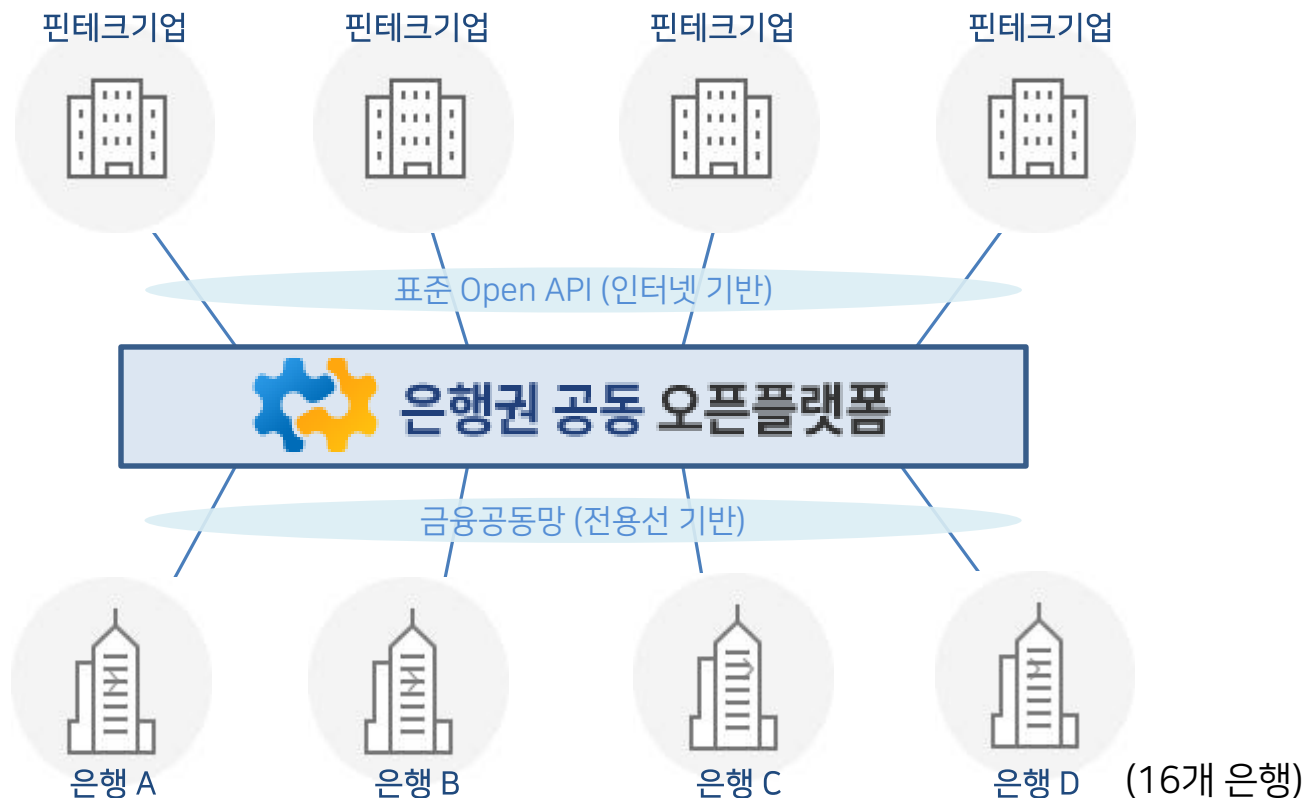 핀테크기업 핀테크기업 핀테크기업 핀테크기업
표준 Open API (인터넷 기반)
은행권 공동 오픈플랫폼
금융공동망 (전용선 기반)
은행 A 은행 B 은행 C 은행 D (16개 은행)